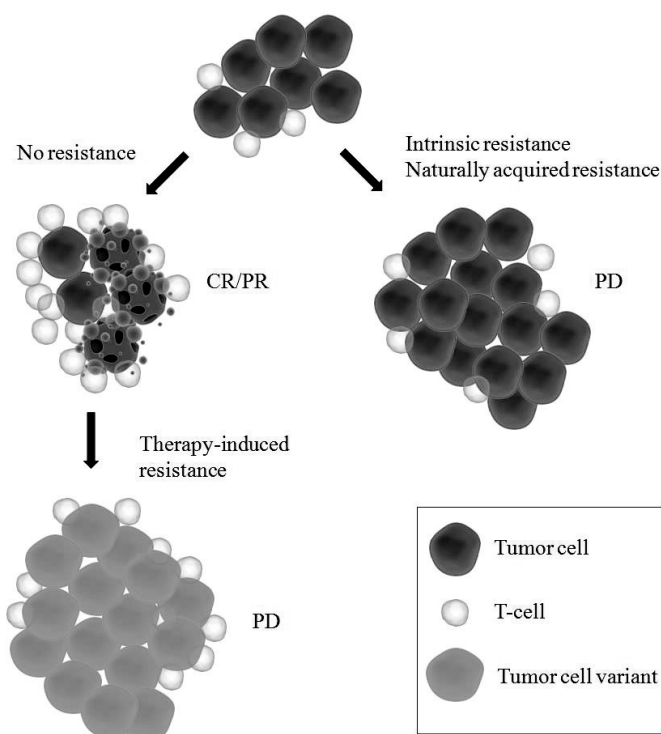 No resistance
Intrinsic resistance
Naturally acquired resistance
CR/PR
PD
Therapy-induced
resistance
PD
Tumor cell
T-cell
Tumor cell variant